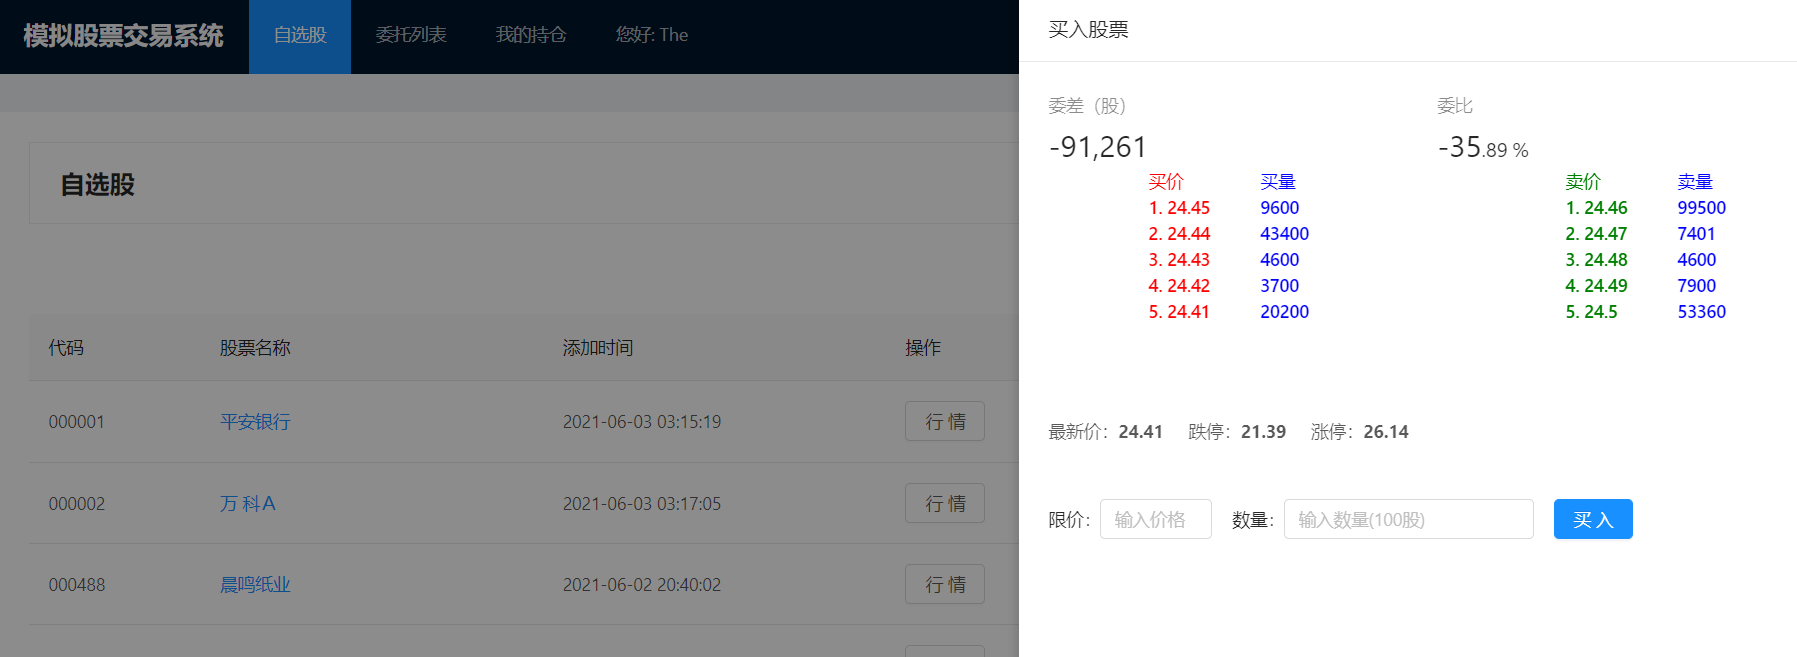 模拟股票交易系统 自选股 委托列表 我的持仓 您好: The
自选股
代码 股票名称 添加时间 操作
000001 平安银行 2021-06-03 03:15:19 行 情
000002 万 科A 2021-06-03 03:17:05 行 情
000488 晨鸣纸业 2021-06-02 20:40:02 行 情
买入股票
委差（股） 委比
-91,261 -35.89 %
买价 买量 卖价 卖量
1. 24.45 9600 1. 24.46 99500
2. 24.44 43400 2. 24.47 7401
3. 24.43 4600 3. 24.48 4600
4. 24.42 3700 4. 24.49 7900
5. 24.41 20200 5. 24.5 53360
最新价：24.41 跌停：21.39 涨停：26.14
限价： 输入价格 数量： 输入数量(100股) 买 入